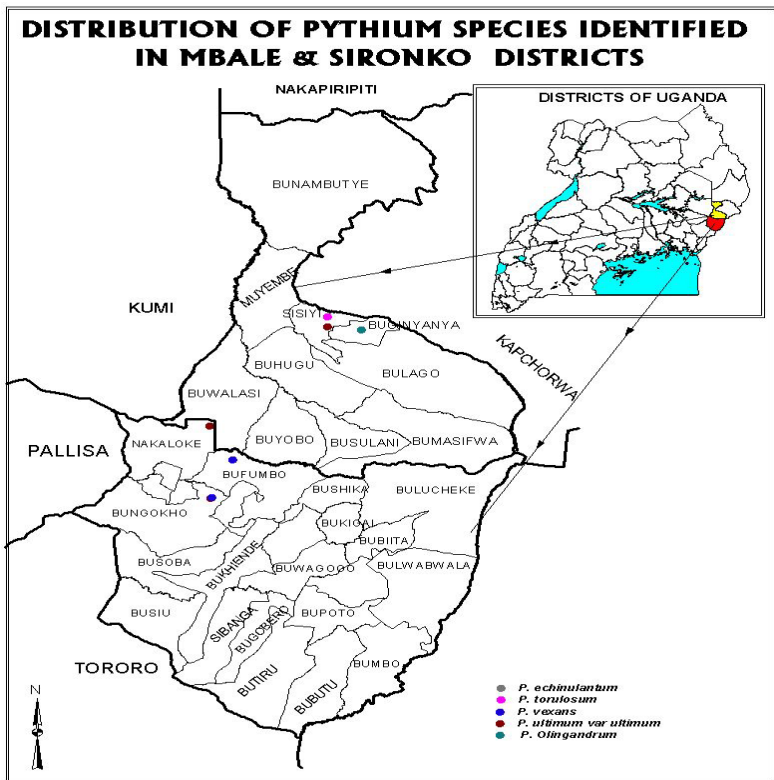 DISTRIBUTION OF PYTHIUM SPECIES IDENTIFIED
IN MBALE & SIRONKO DISTRICTS
NAKAPIRIPITI
DISTRICTS OF UGANDA
BUNAMBUTYE
MUYEMBE
KUMI
SISIYI
BUGINYANYA
KAPCHORWA
BUHUGU
BULAGO
BUWALASI
NAKALOKE
BUYOBO
BUSULANI
BUMASIFWA
PALLISA
BUFUMBO
BUSHIKA
BULUCHEKE
BUNGOKHO
BUKIGAI
BUBIITA
BUKHIENDE
BUSOBA
BUWAGOGO
BULWABWALA
BUSIU
SIBANGA
BUGOBERO
BUPOTO
TORORO
BUMBO
BUTIRU
BUBUTU
N
P. echinulantum
P. torulosum
P. vexans
P. ultimum var ultimum
P. Olingandrum